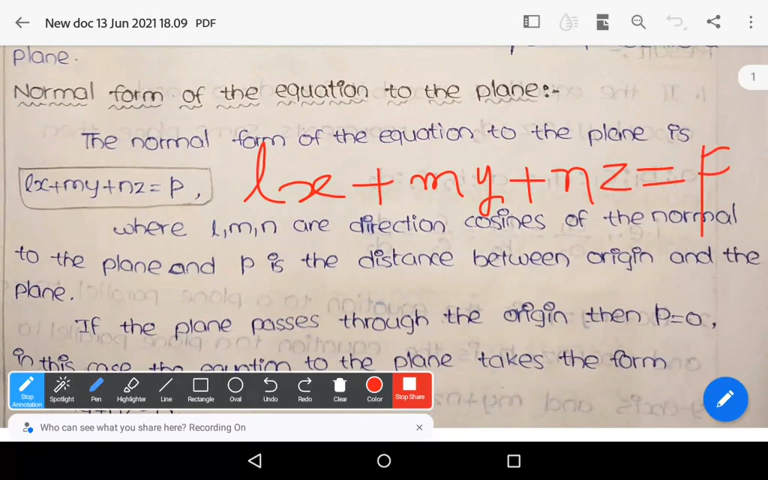 New doc 13 Jun 2021 18.09 PDF
plane.
1
Normal form of the equation to the plane:-
The normal form of the equation to the plane is
lx+my+nz=p,
lx+my+nz=p
where l,m,n are direction cosines of the normal
to the plane and p is the distance between origin and the
plane.
If the plane passes through the origin then p=0,
in this case the equation to the plane takes the form
Stop Annotation Spotlight Pen Highlighter Line Rectangle Oval Undo Redo Clear Color Stop Share
Who can see what you share here? Recording On